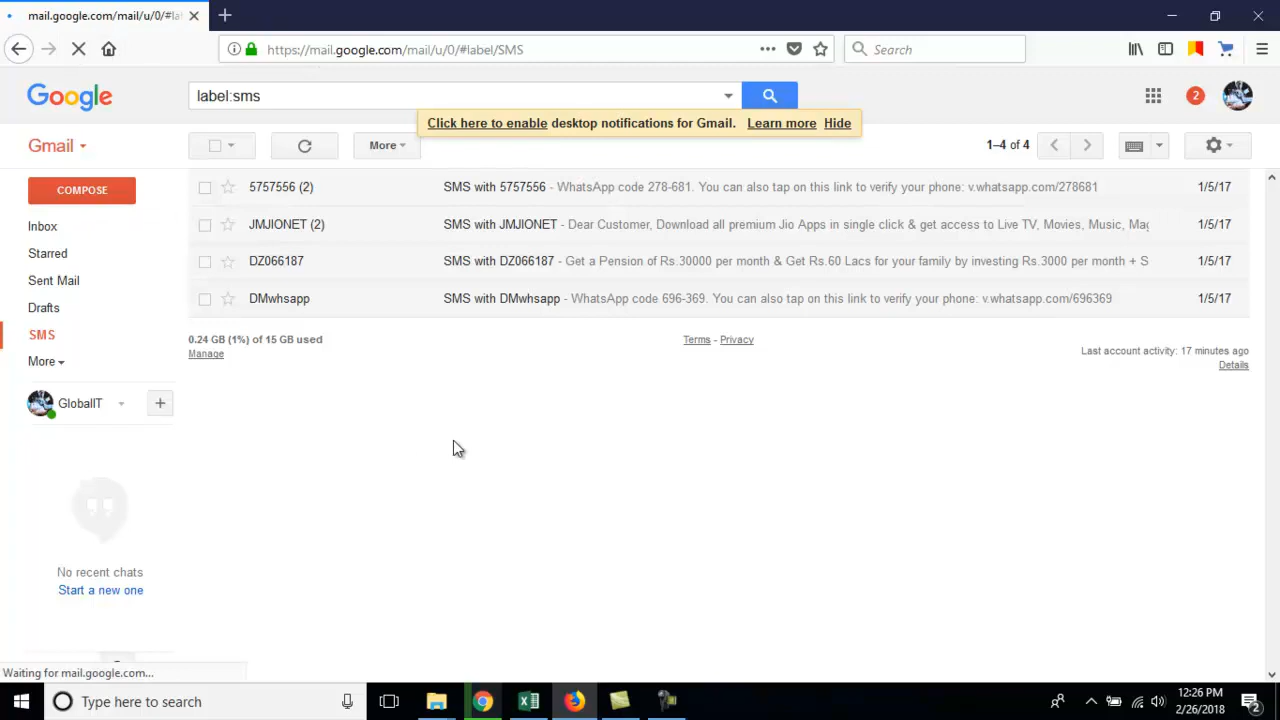 mail.google.com/mail/u/0/#la
https://mail.google.com/mail/u/0/#label/SMS
Search
Google
label:sms
2
Click here to enable desktop notifications for Gmail. Learn more Hide
Gmail
More
1–4 of 4
COMPOSE
Inbox
Starred
Sent Mail
Drafts
SMS
More
5757556 (2) SMS with 5757556 - WhatsApp code 278-681. You can also tap on this link to verify your phone: v.whatsapp.com/278681 1/5/17
JMJIONET (2) SMS with JMJIONET - Dear Customer, Download all premium Jio Apps in single click & get access to Live TV, Movies, Music, Mag 1/5/17
DZ066187 SMS with DZ066187 - Get a Pension of Rs.30000 per month & Get Rs.60 Lacs for your family by investing Rs.3000 per month + S 1/5/17
DMwhsapp SMS with DMwhsapp - WhatsApp code 696-369. You can also tap on this link to verify your phone: v.whatsapp.com/696369 1/5/17
0.24 GB (1%) of 15 GB used
Manage
Terms - Privacy
Last account activity: 17 minutes ago
Details
GlobalIT
No recent chats
Start a new one
Waiting for mail.google.com...
Type here to search
12:26 PM
2/26/2018
2